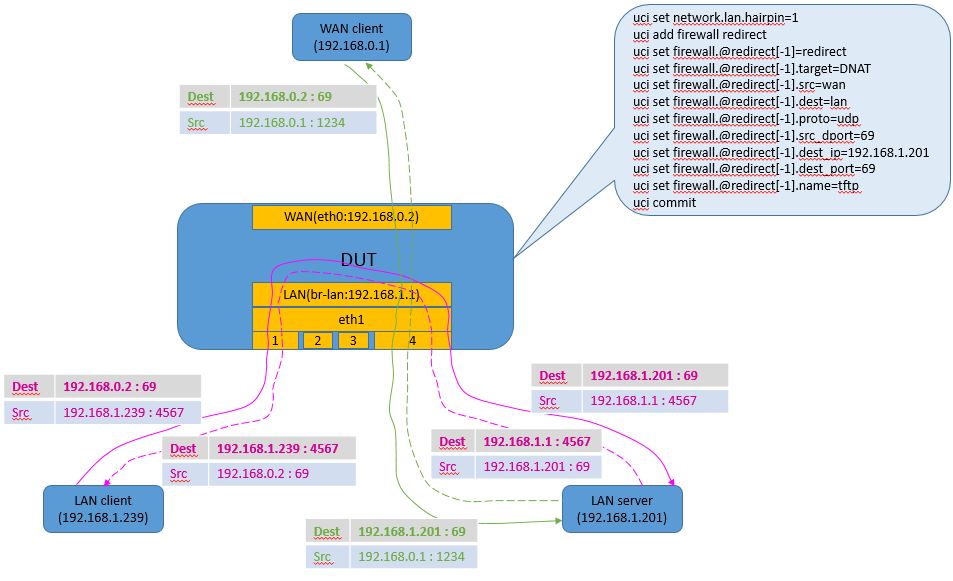 WAN client
(192.168.0.1)
uci set network.lan.hairpin=1
uci add firewall redirect
uci set firewall.@redirect[-1]=redirect
uci set firewall.@redirect[-1].target=DNAT
uci set firewall.@redirect[-1].src=wan
uci set firewall.@redirect[-1].dest=lan
uci set firewall.@redirect[-1].proto=udp
uci set firewall.@redirect[-1].src_dport=69
uci set firewall.@redirect[-1].dest_ip=192.168.1.201
uci set firewall.@redirect[-1].dest_port=69
uci set firewall.@redirect[-1].name=tftp
uci commit
Dest 192.168.0.2 : 69
Src 192.168.0.1 : 1234
WAN(eth0:192.168.0.2)
DUT
LAN(br-lan:192.168.1.1)
eth1
1 2 3 4
Dest 192.168.0.2 : 69
Src 192.168.1.239 : 4567
Dest 192.168.1.201 : 69
Src 192.168.1.1 : 4567
Dest 192.168.1.239 : 4567
Src 192.168.0.2 : 69
Dest 192.168.1.1 : 4567
Src 192.168.1.201 : 69
LAN client
(192.168.1.239)
LAN server
(192.168.1.201)
Dest 192.168.1.201 : 69
Src 192.168.0.1 : 1234